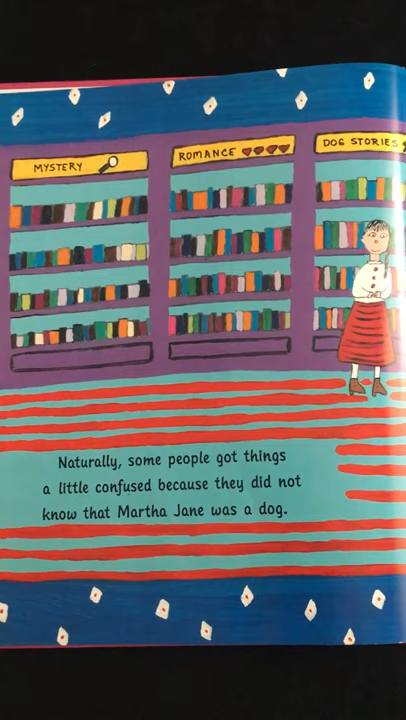 MYSTERY
ROMANCE
DOG STORIES
Naturally, some people got things
a little confused because they did not
know that Martha Jane was a dog.